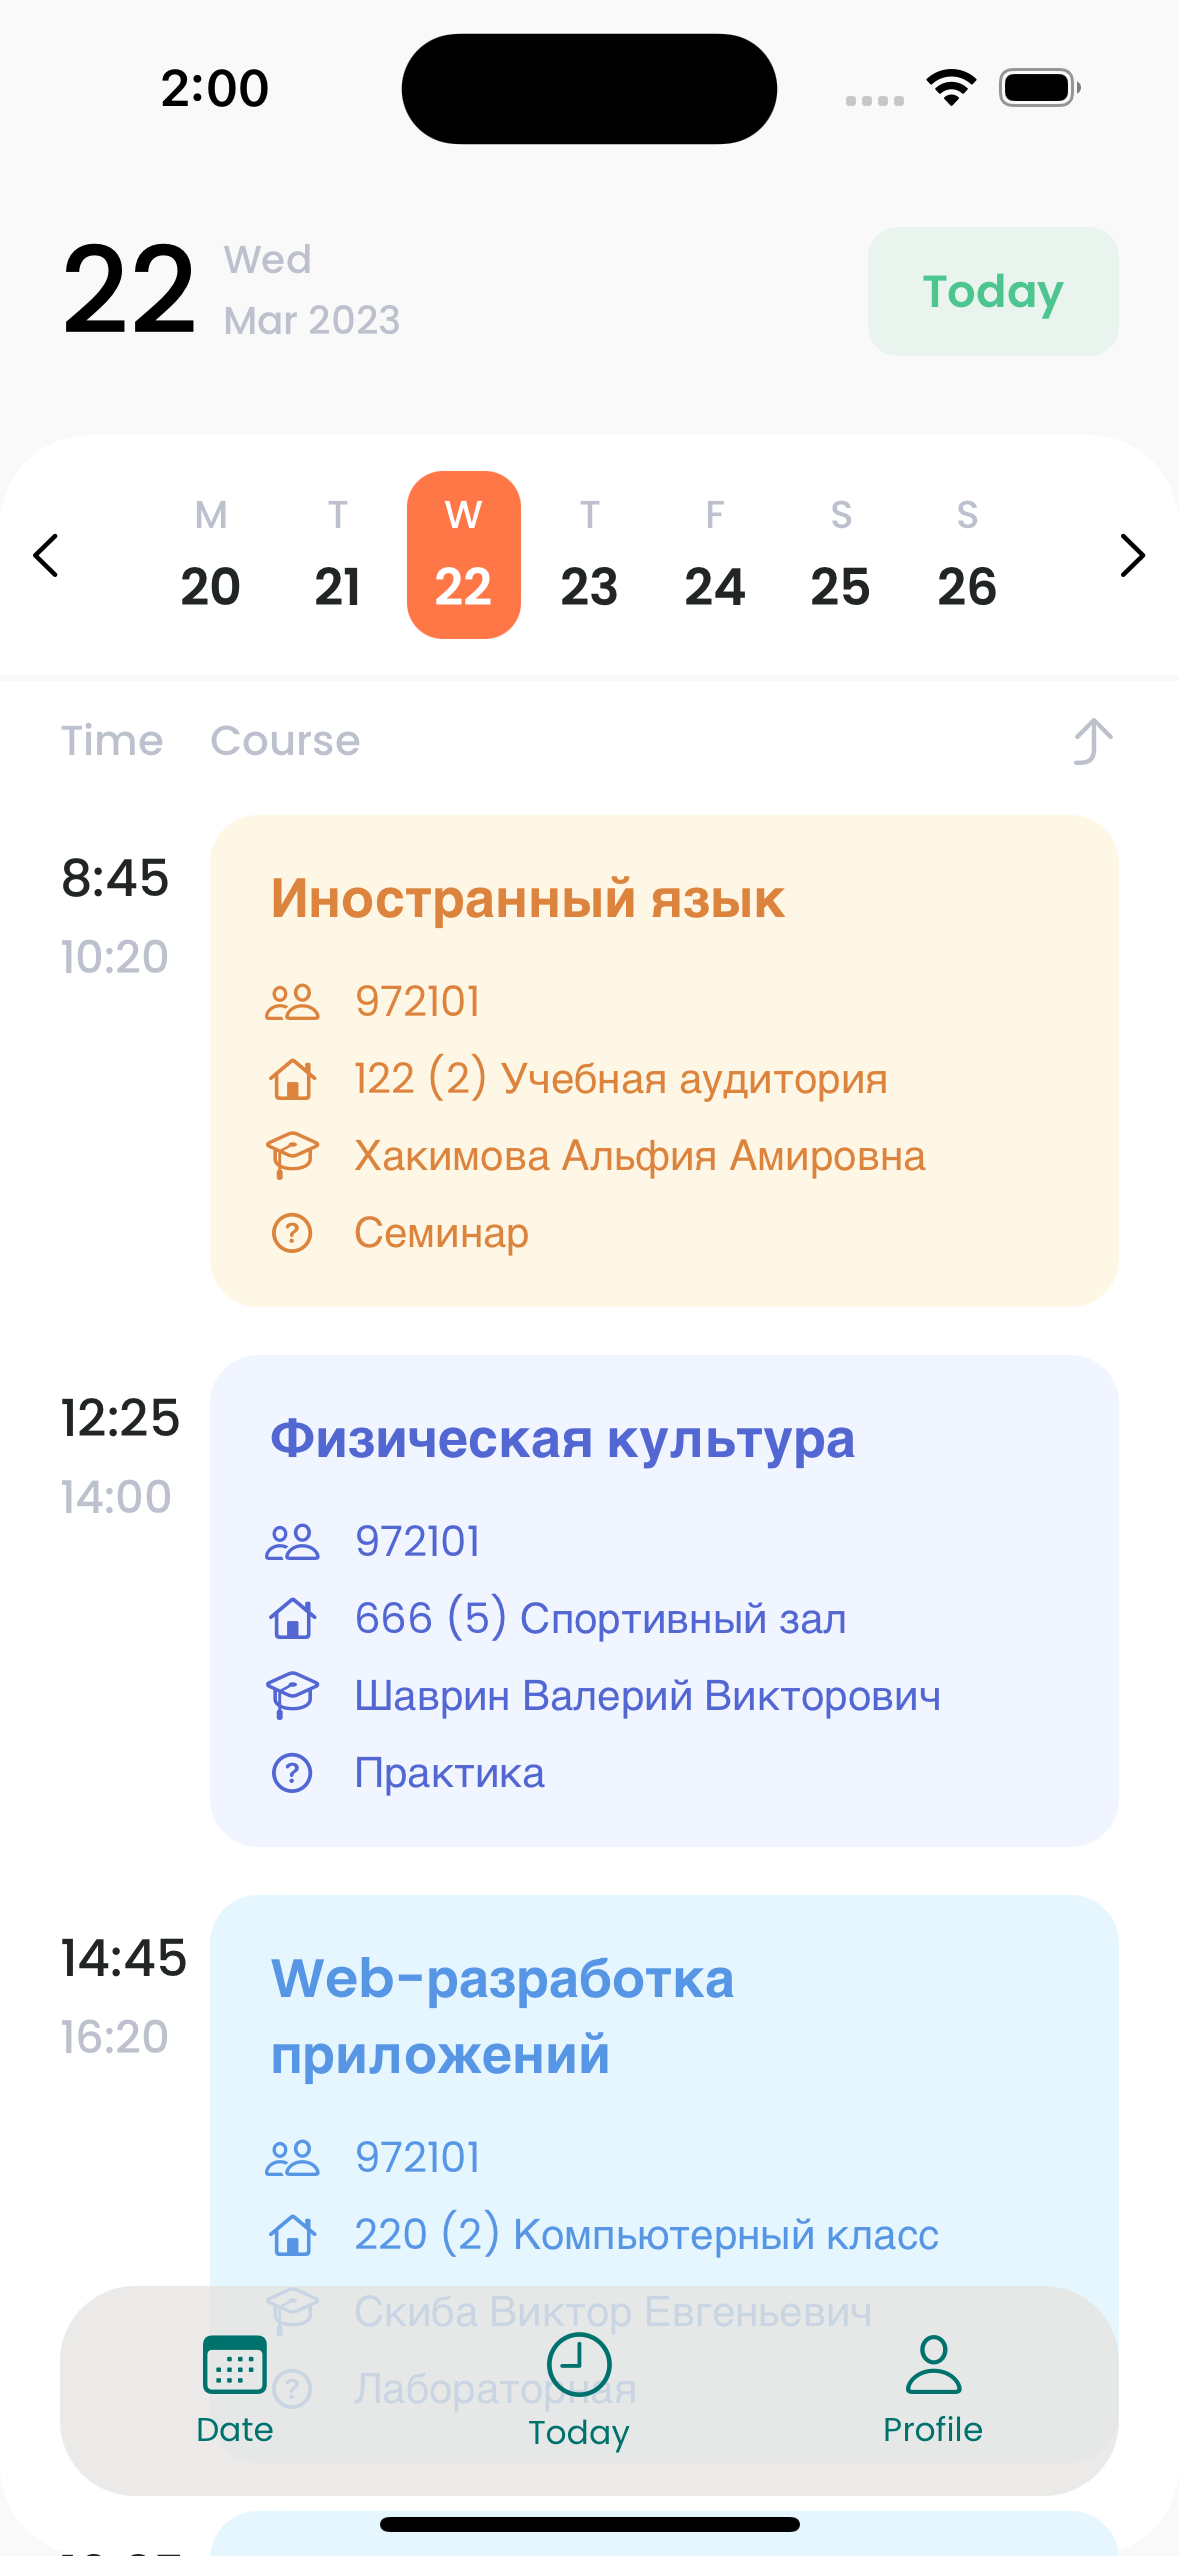 2:00
22
Wed
Mar 2023
Today
M T W T F S S
20 21 22 23 24 25 26
Time Course
8:45
10:20
Иностранный язык
972101
122 (2) Учебная аудитория
Хакимова Альфия Амировна
Семинар
12:25
14:00
Физическая культура
972101
666 (5) Спортивный зал
Шаврин Валерий Викторович
Практика
14:45
16:20
Web-разработка
приложений
972101
220 (2) Компьютерный класс
Скиба Виктор Евгеньевич
Лабораторная
Date Today Profile